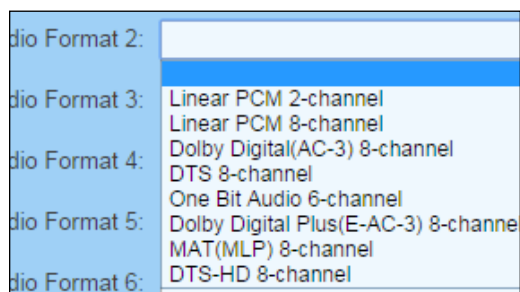 dio Format 2:
dio Format 3:
Linear PCM 2-channel
Linear PCM 8-channel
dio Format 4:
Dolby Digital(AC-3) 8-channel
DTS 8-channel
One Bit Audio 6-channel
dio Format 5:
Dolby Digital Plus(E-AC-3) 8-channel
MAT(MLP) 8-channel
dio Format 6:
DTS-HD 8-channel